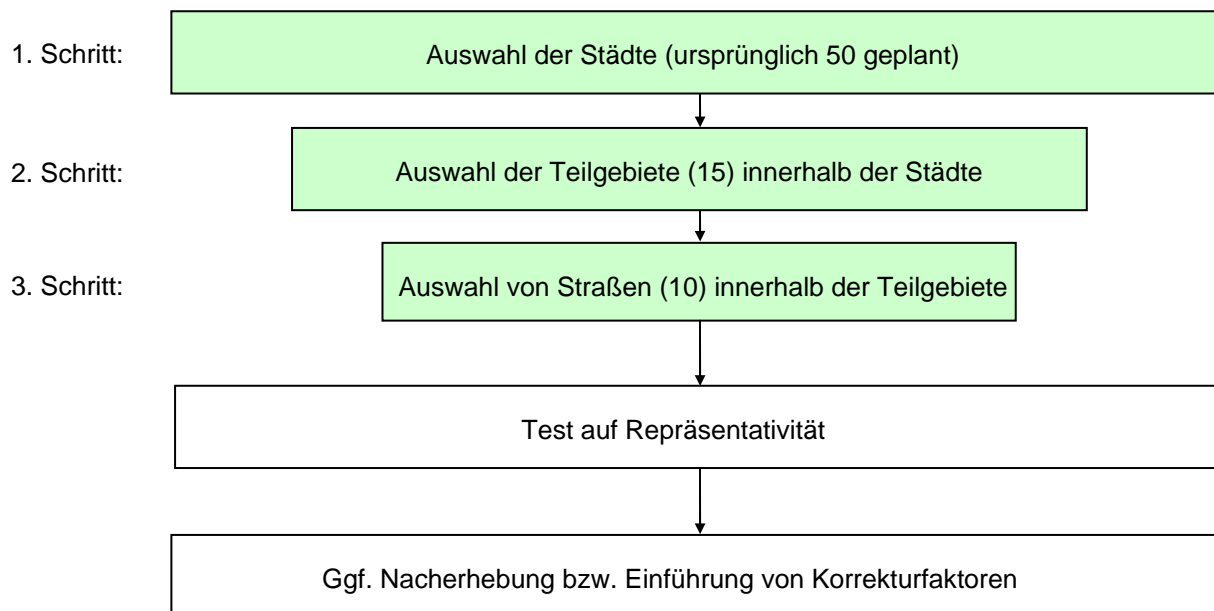 1. Schritt:
Auswahl der Städte (ursprünglich 50 geplant)
2. Schritt:
Auswahl der Teilgebiete (15) innerhalb der Städte
3. Schritt:
Auswahl von Straßen (10) innerhalb der Teilgebiete
Test auf Repräsentativität
Ggf. Nacherhebung bzw. Einführung von Korrekturfaktoren